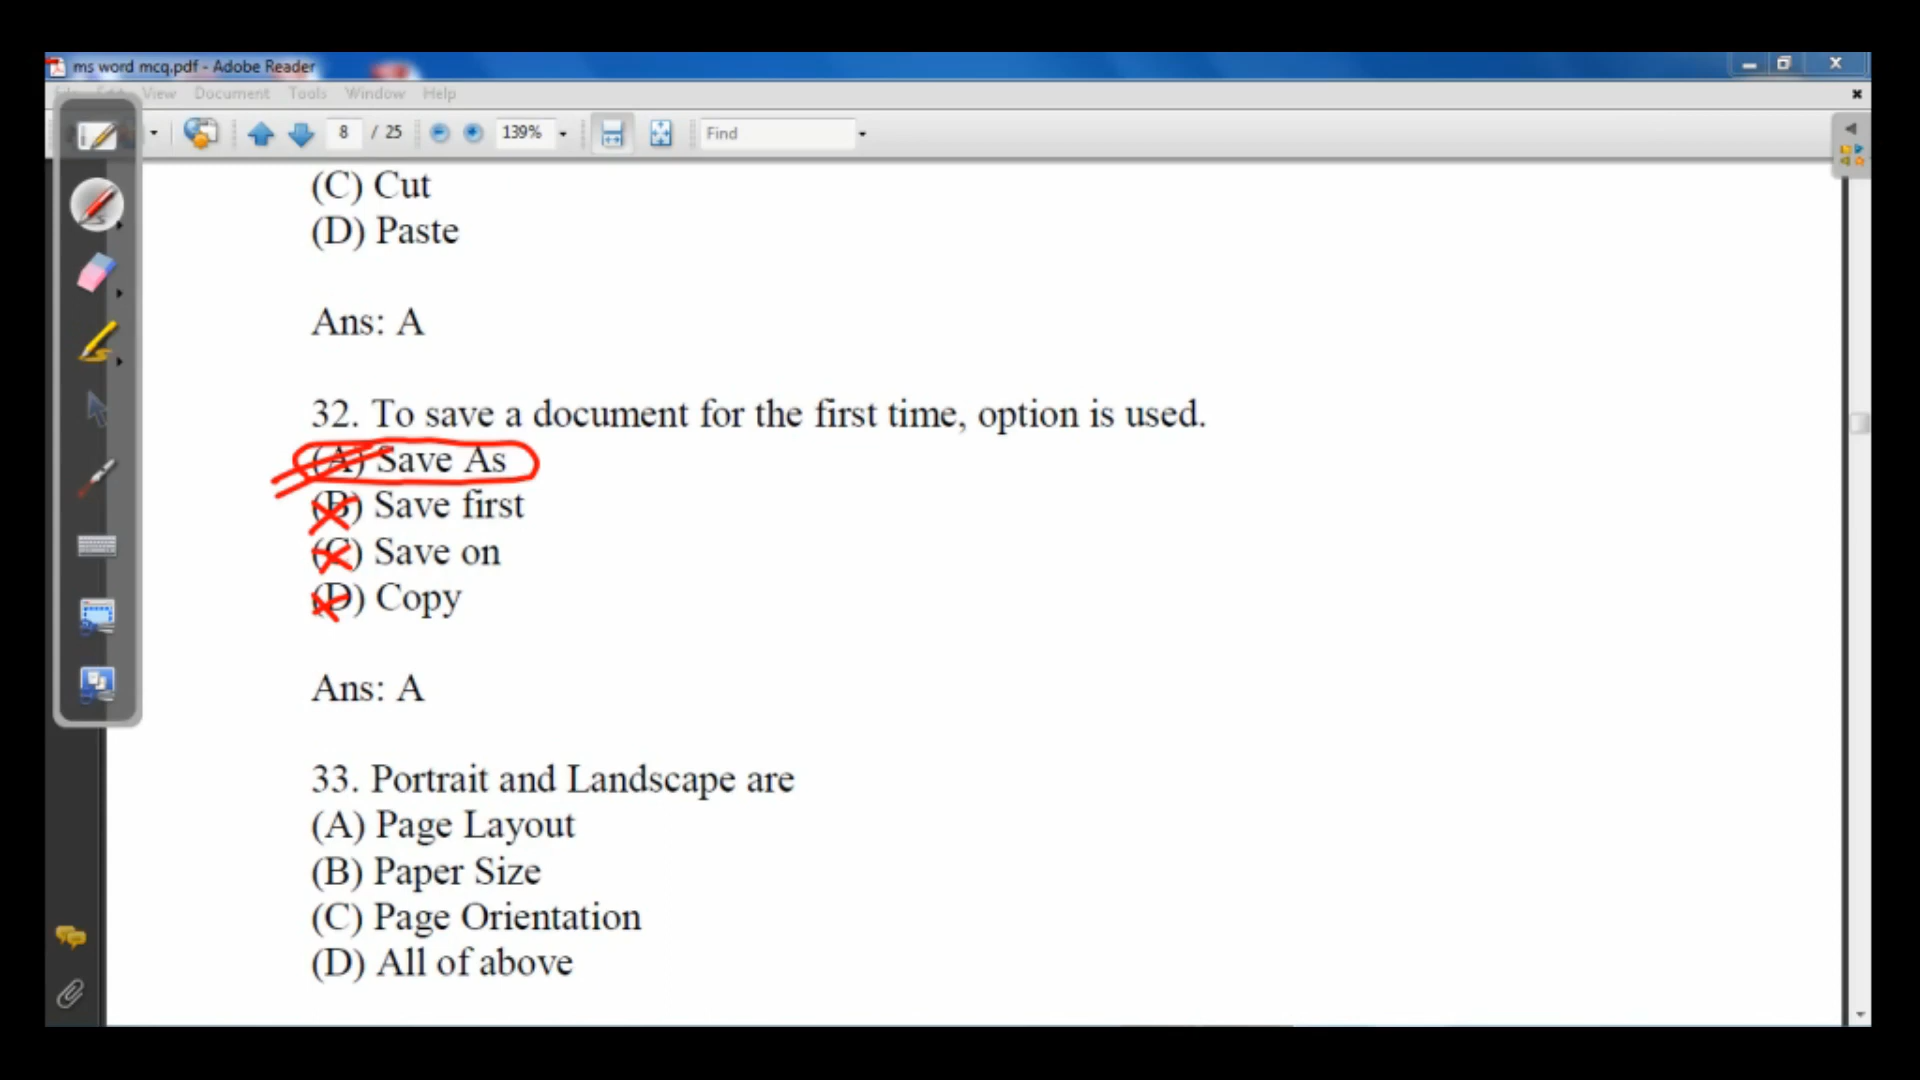 ms word mcq.pdf - Adobe Reader
View Document Tools Window Help
8 / 25 139% Find
(C) Cut
(D) Paste
Ans: A
32. To save a document for the first time, option is used.
(A) Save As
(B) Save first
(C) Save on
(D) Copy
Ans: A
33. Portrait and Landscape are
(A) Page Layout
(B) Paper Size
(C) Page Orientation
(D) All of above